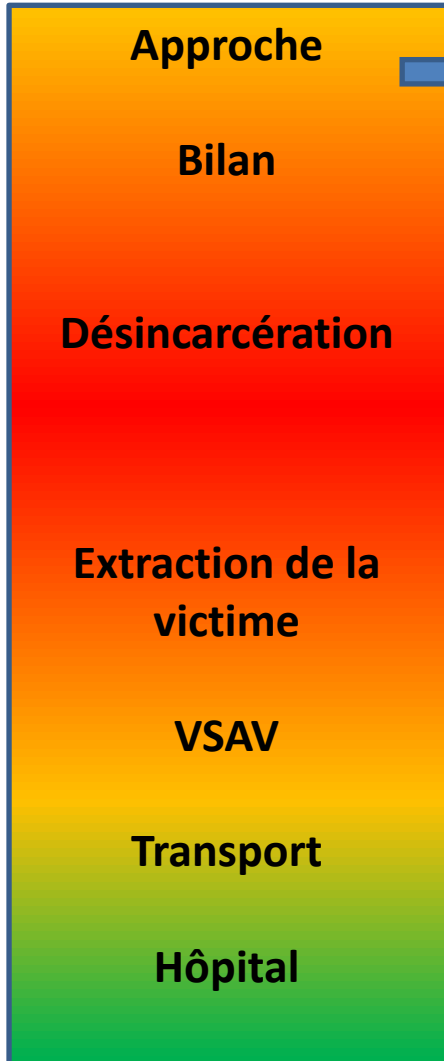 Approche
Bilan
Désincarcération
Extraction de la
victime
VSAV
Transport
Hôpital